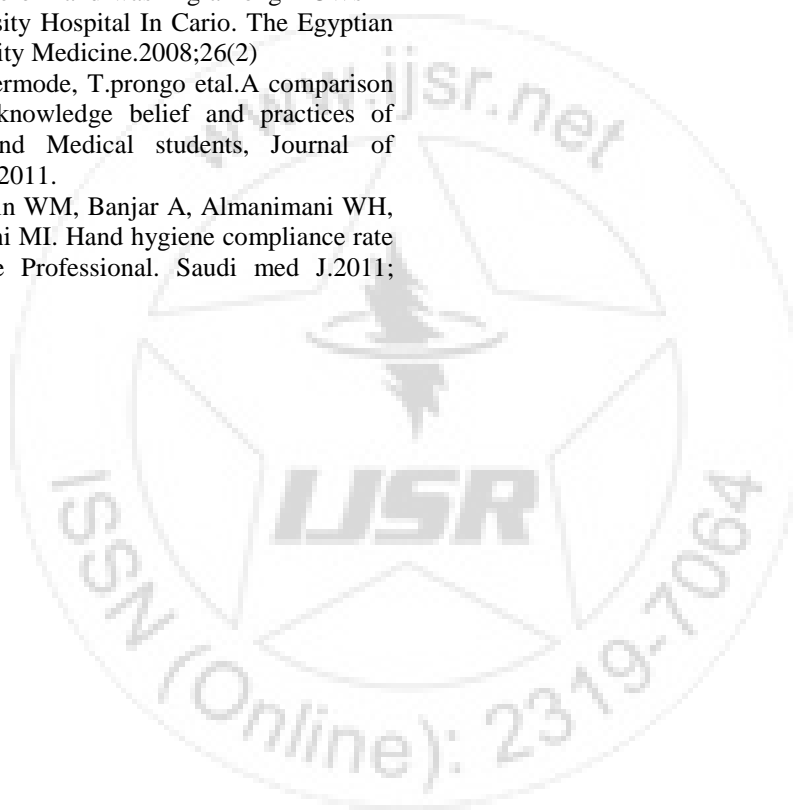 sity Hospital In Cario. The Egyptian
ity Medicine.2008;26(2)
ermode, T.prongo etal.A comparison
knowledge belief and practices of
nd Medical students, Journal of
2011.
in WM, Banjar A, Almanimani WH,
ni MI. Hand hygiene compliance rate
e Professional. Saudi med J.2011;
www.ijsr.net
IJSR
ISSN (Online): 2319-7064